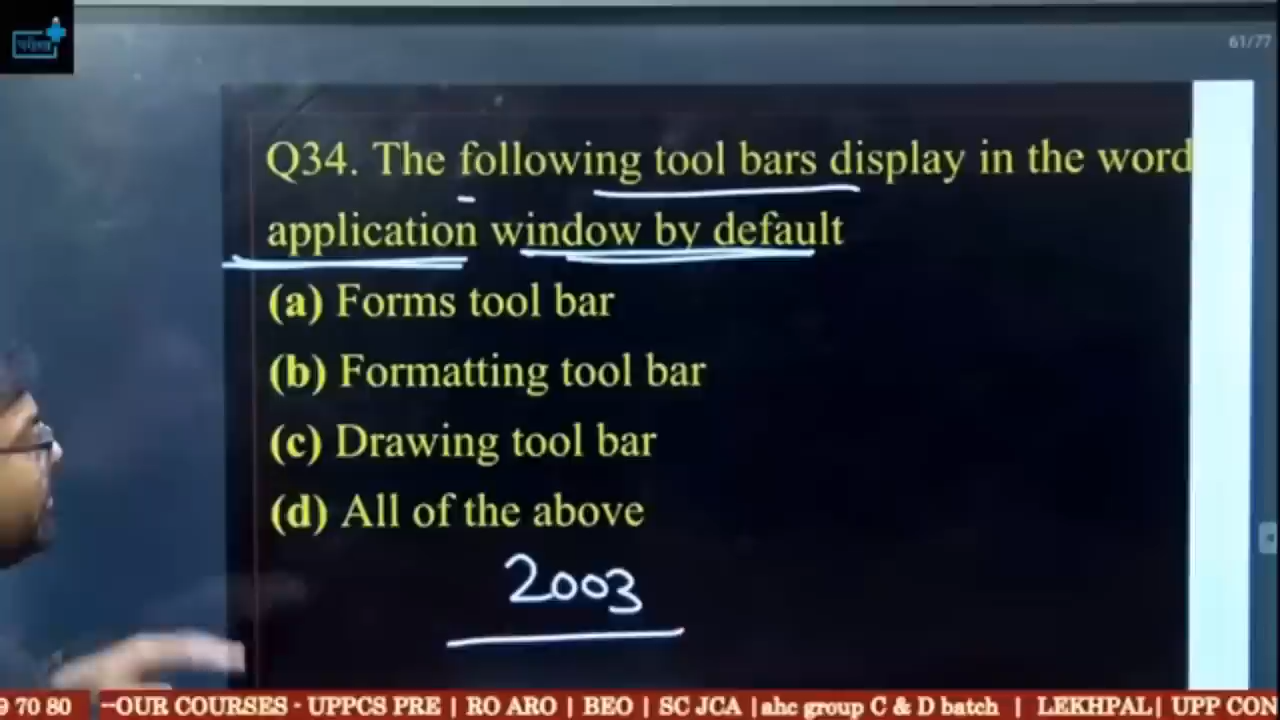 61/77
Q34. The following tool bars display in the word
application window by default
(a) Forms tool bar
(b) Formatting tool bar
(c) Drawing tool bar
(d) All of the above
2003
9 70 80 –OUR COURSES - UPPCS PRE | RO ARO | BEO | SC JCA |ahc group C & D batch | LEKHPAL| UPP CON